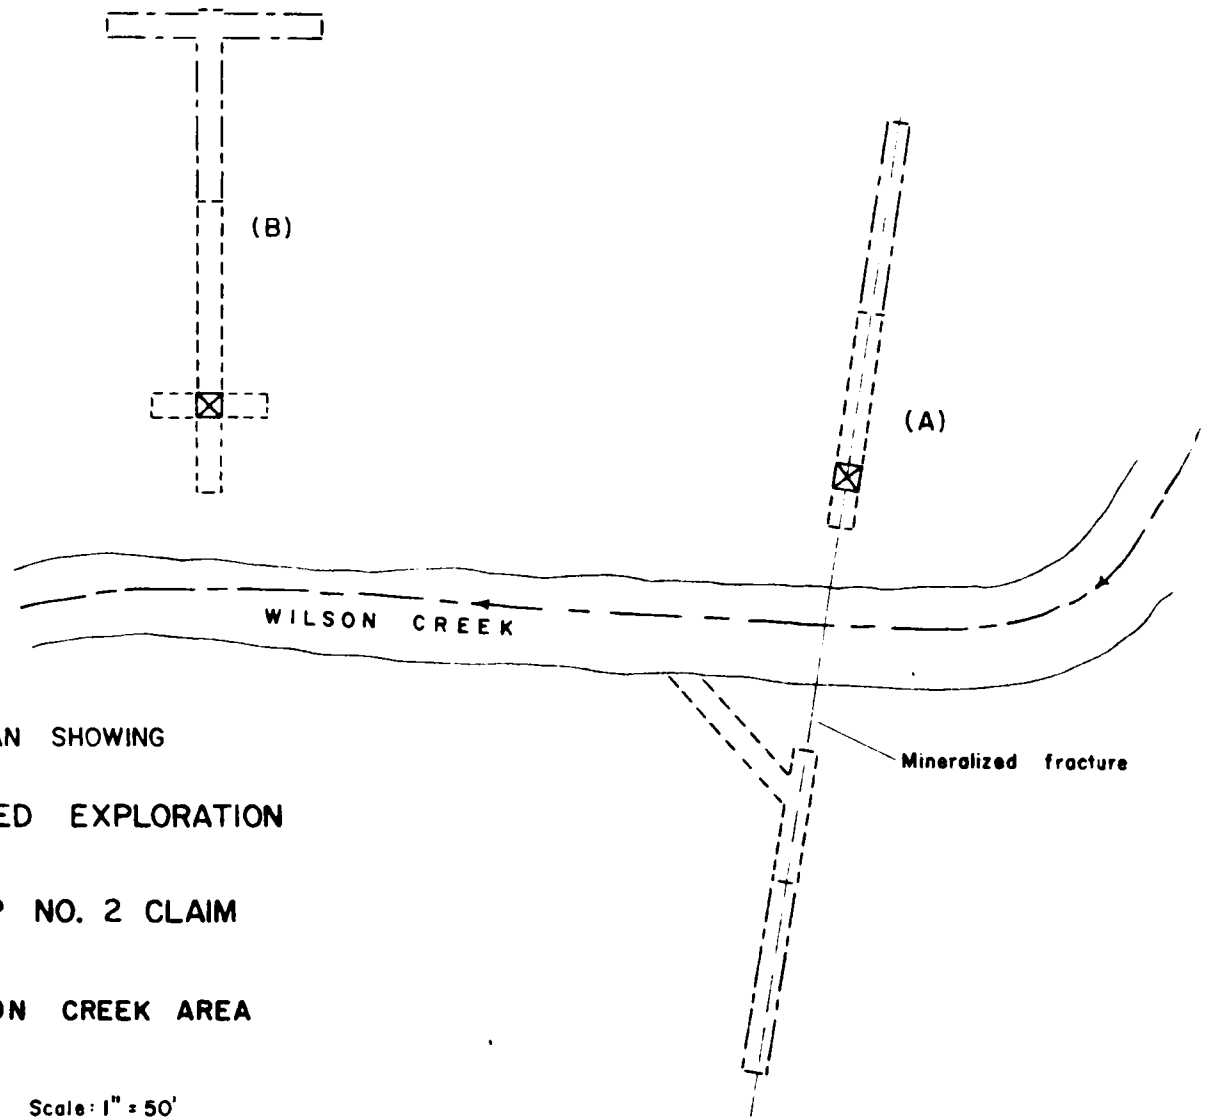 (B)
(A)
WILSON CREEK
Mineralized fracture
AN SHOWING
ED EXPLORATION
P NO. 2 CLAIM
ON CREEK AREA
Scale: 1" = 50'